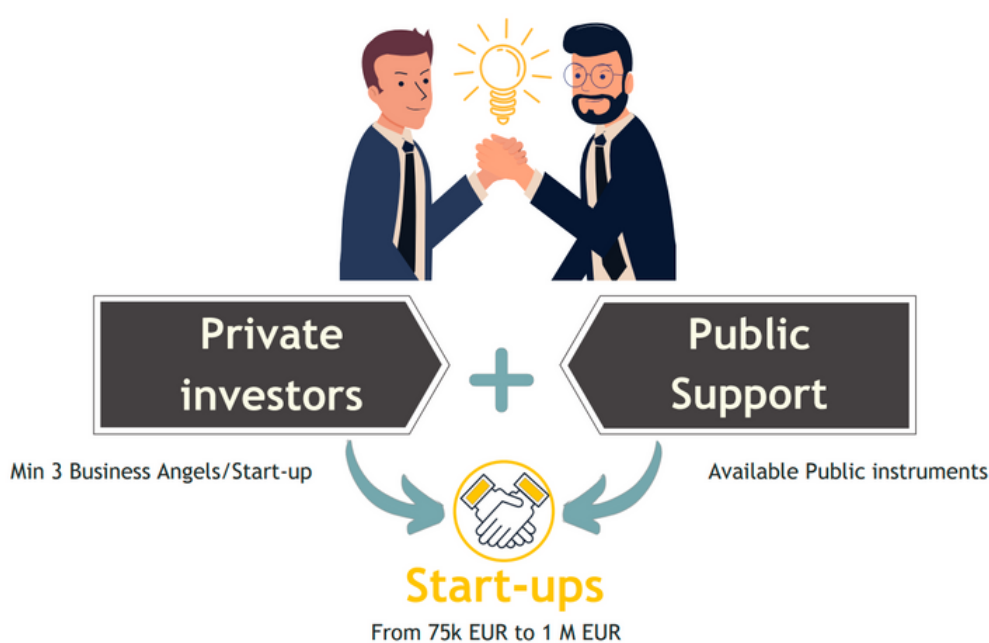 Private
investors
Public
Support
Min 3 Business Angels/Start-up
Available Public instruments
Start-ups
From 75k EUR to 1 M EUR